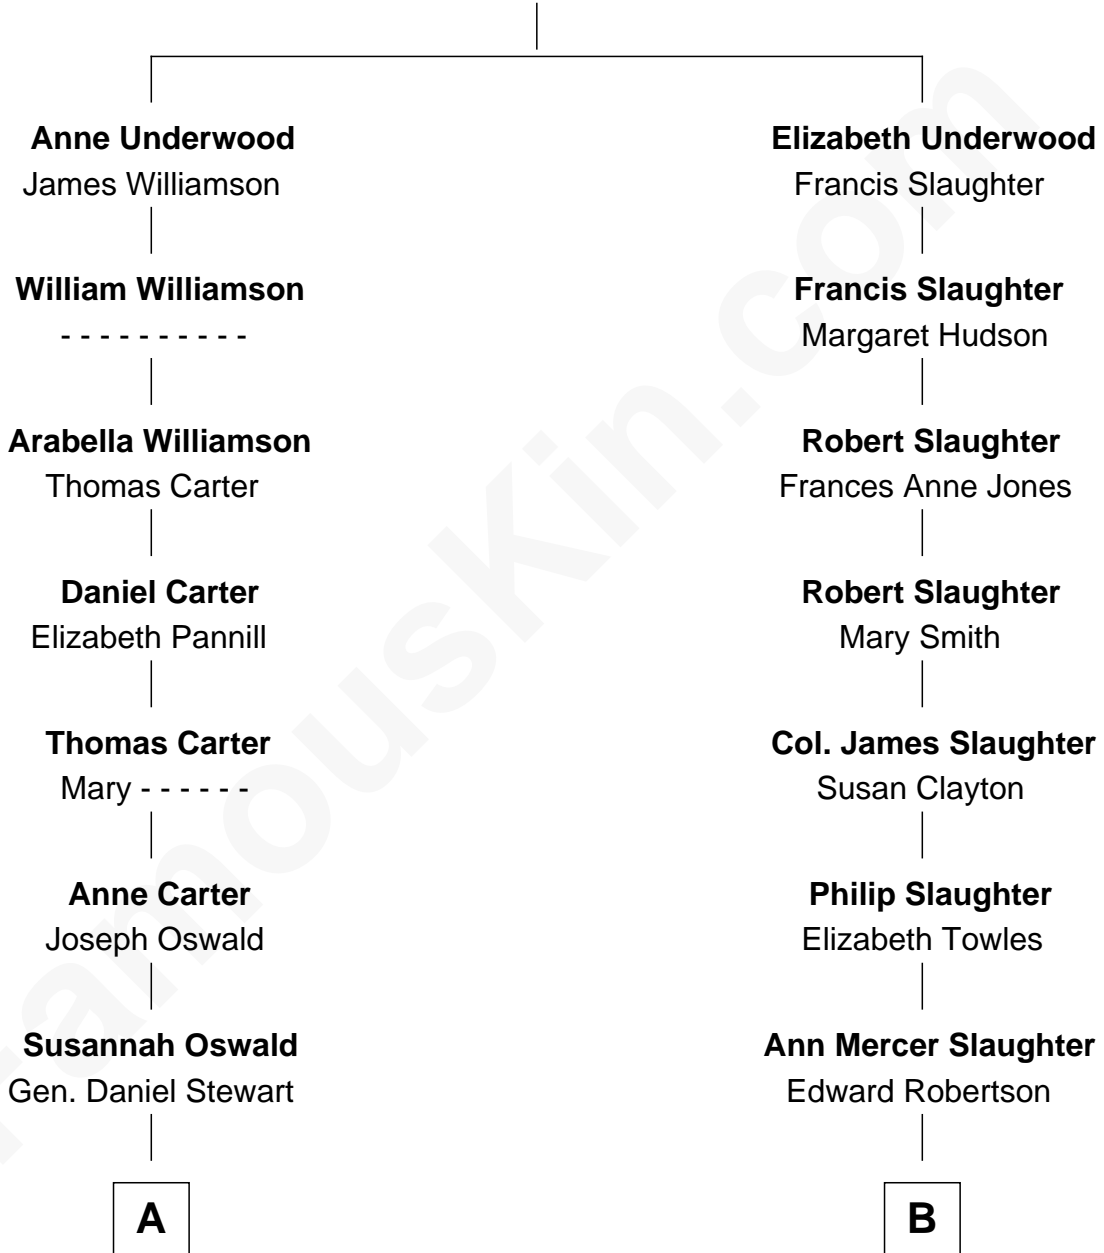 Anne Underwood
James Williamson
Elizabeth Underwood
Francis Slaughter
William Williamson
- - - - - - - - - -
Francis Slaughter
Margaret Hudson
Arabella Williamson
Thomas Carter
Robert Slaughter
Frances Anne Jones
Daniel Carter
Elizabeth Pannill
Robert Slaughter
Mary Smith
Thomas Carter
Mary - - - - - -
Col. James Slaughter
Susan Clayton
Anne Carter
Joseph Oswald
Philip Slaughter
Elizabeth Towles
Susannah Oswald
Gen. Daniel Stewart
Ann Mercer Slaughter
Edward Robertson
A
B
FamousKin.com